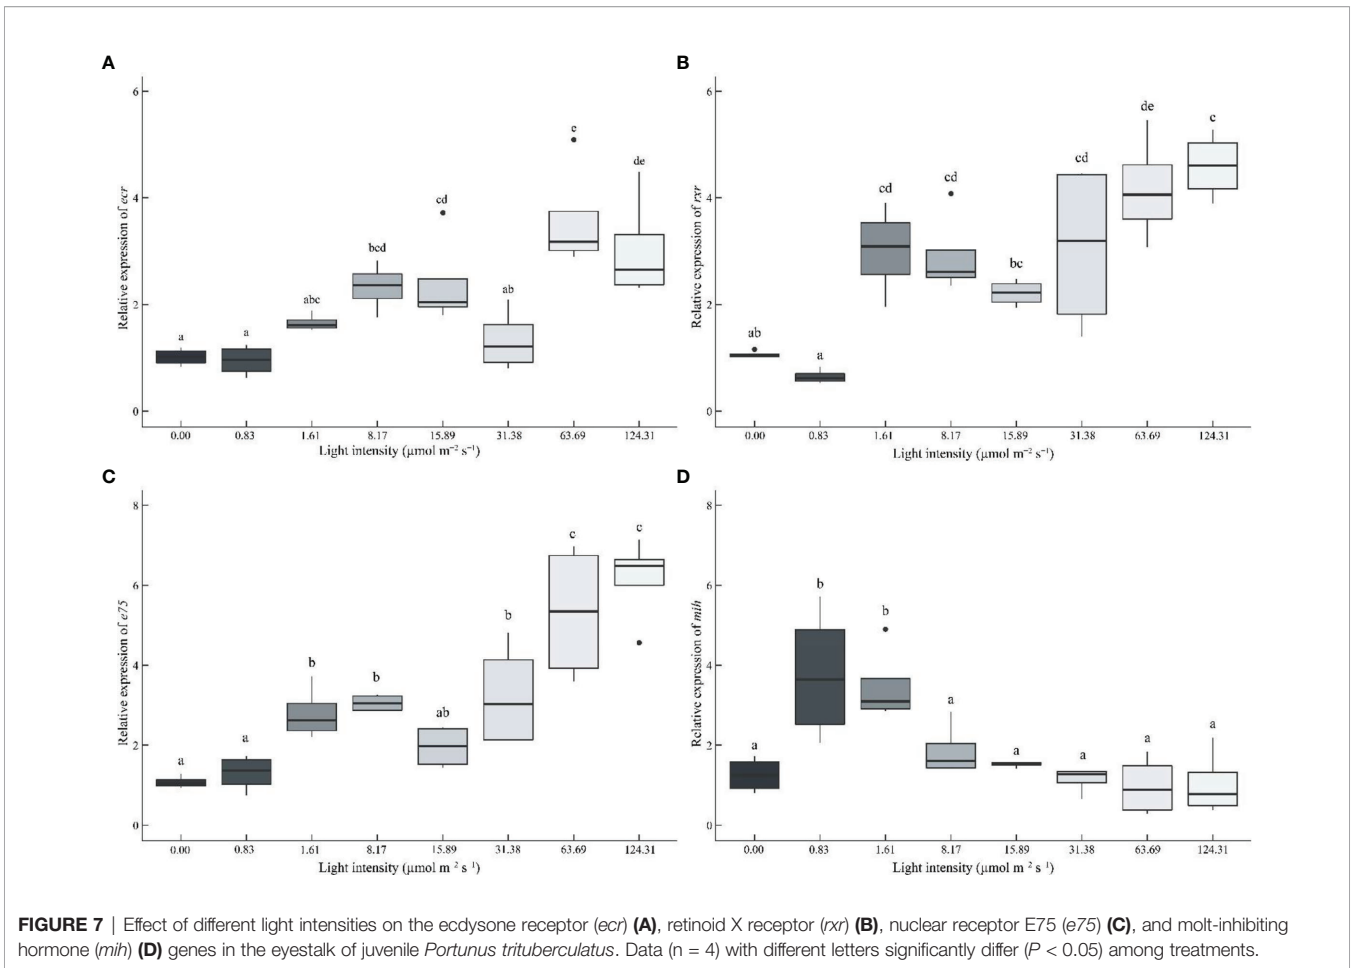 A
Relative expression of ecr
6
4
2
0
a
a
abc
bcd
cd
ab
e
de
0.00 0.83 1.61 8.17 15.89 31.38 63.69 124.31
Light intensity (μmol m⁻² s⁻¹)
B
Relative expression of rxr
6
4
2
0
ab
a
cd
cd
bc
cd
de
c
0.00 0.83 1.61 8.17 15.89 31.38 63.69 124.31
Light intensity (μmol m⁻² s⁻¹)
C
Relative expression of e75
8
6
4
2
0
a
a
b
b
ab
b
c
c
0.00 0.83 1.61 8.17 15.89 31.38 63.69 124.31
Light intensity (μmol m⁻² s⁻¹)
D
Relative expression of mih
8
6
4
2
0
a
b
b
a
a
a
a
a
0.00 0.83 1.61 8.17 15.89 31.38 63.69 124.31
Light intensity (μmol m⁻² s⁻¹)
FIGURE 7 | Effect of different light intensities on the ecdysone receptor (ecr) (A), retinoid X receptor (rxr) (B), nuclear receptor E75 (e75) (C), and molt-inhibiting
hormone (mih) (D) genes in the eyestalk of juvenile Portunus trituberculatus. Data (n = 4) with different letters significantly differ (P < 0.05) among treatments.